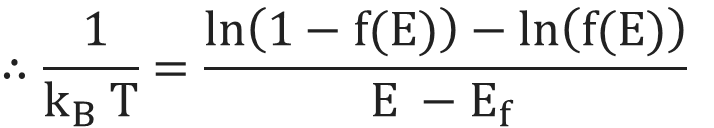 ∴ 1/(k_B T) = (ln(1 − f(E)) − ln(f(E)))/(E − E_f)